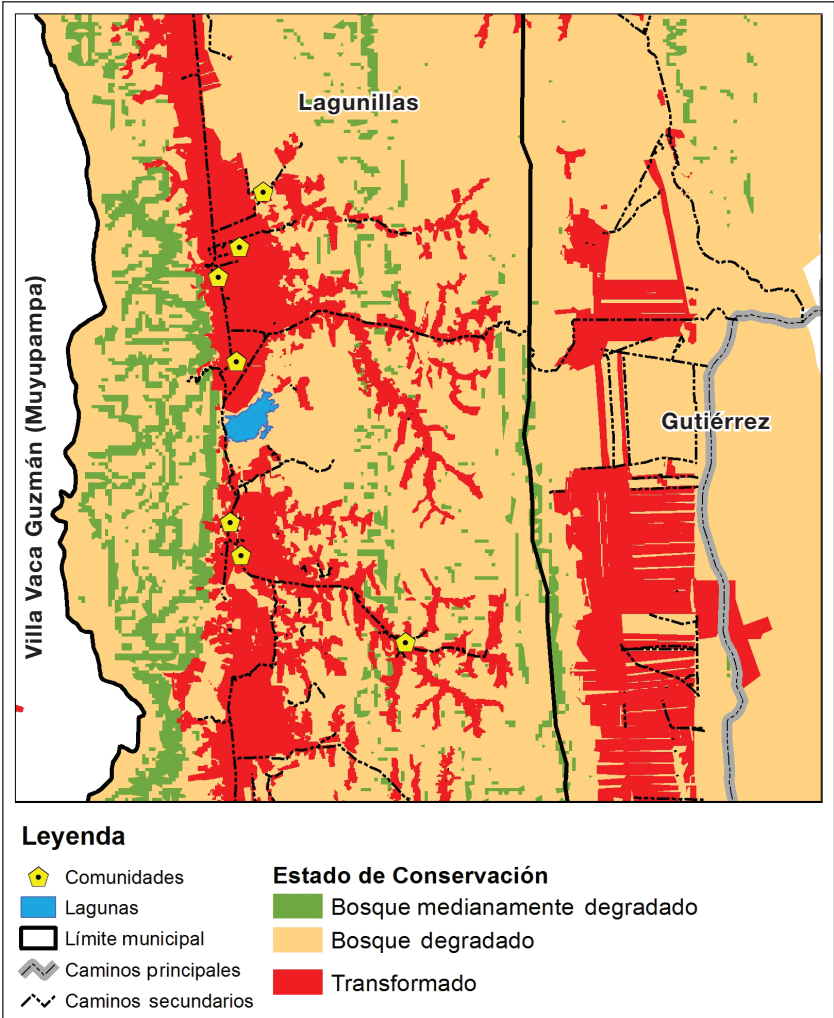 Lagunillas
Villa Vaca Guzmán (Muyupampa)
Gutiérrez
Leyenda
Comunidades
Lagunas
Límite municipal
Caminos principales
Caminos secundarios
Estado de Conservación
Bosque medianamente degradado
Bosque degradado
Transformado